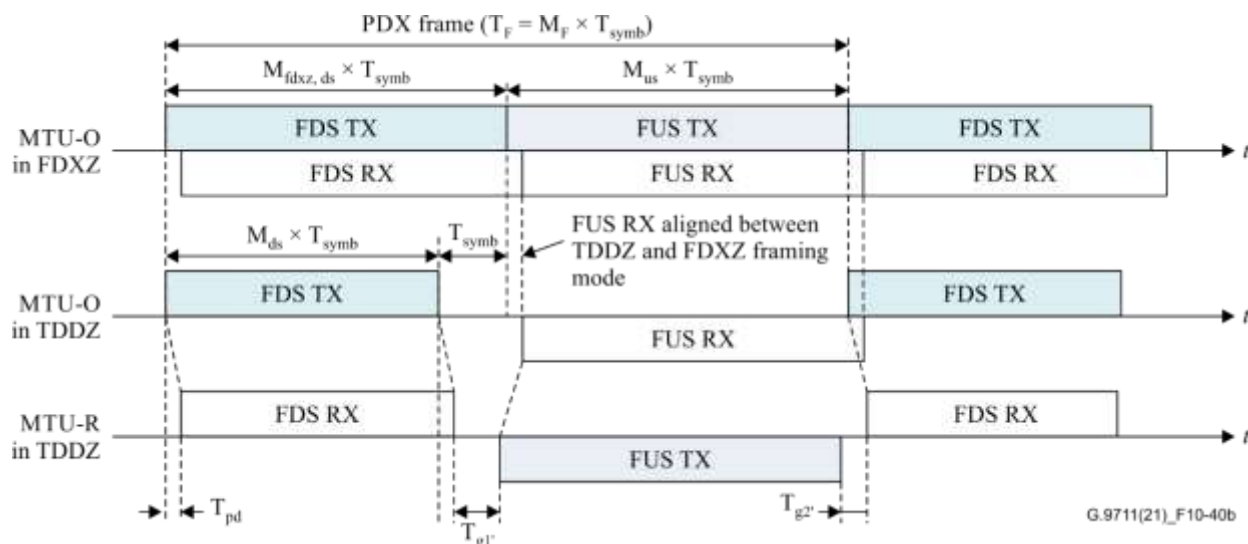 PDX frame (T_F = M_F × T_symb)
M_fdxz, ds × T_symb
M_us × T_symb
MTU-O
in FDXZ
FDS TX
FUS TX
FDS TX
t
FDS RX
FUS RX
FDS RX
M_ds × T_symb
T_symb
FUS RX aligned between
TDDZ and FDXZ framing
mode
MTU-O
in TDDZ
FDS TX
FDS TX
t
FUS RX
MTU-R
in TDDZ
FDS RX
FDS RX
t
FUS TX
T_pd
T_g1'
T_g2'
G.9711(21)_F10-40b